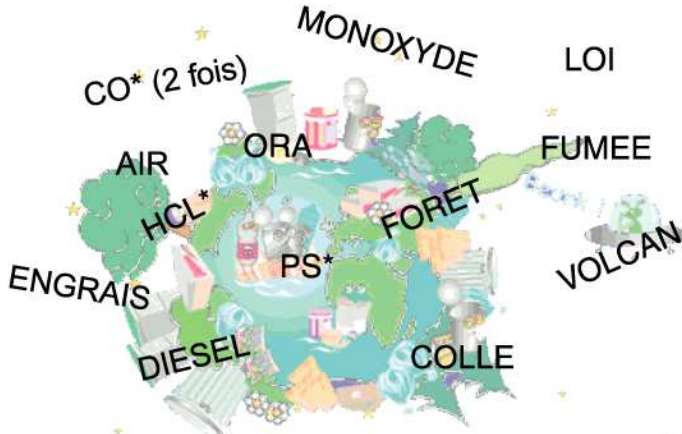 MONOXYDE
LOI
CO* (2 fois)
ORA
FUMEE
AIR
HCL*
FORET
PS*
VOLCAN
ENGRAIS
DIESEL
COLLE